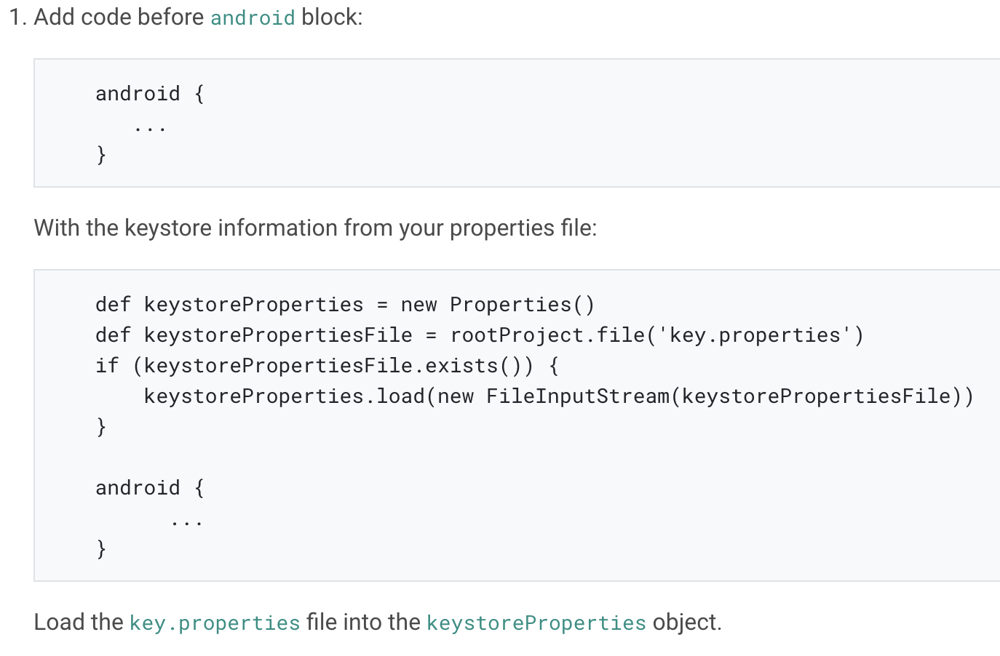 1. Add code before android block:
android {
...
}
With the keystore information from your properties file:
def keystoreProperties = new Properties()
def keystorePropertiesFile = rootProject.file('key.properties')
if (keystorePropertiesFile.exists()) {
keystoreProperties.load(new FileInputStream(keystorePropertiesFile))
}
android {
...
}
Load the key.properties file into the keystoreProperties object.